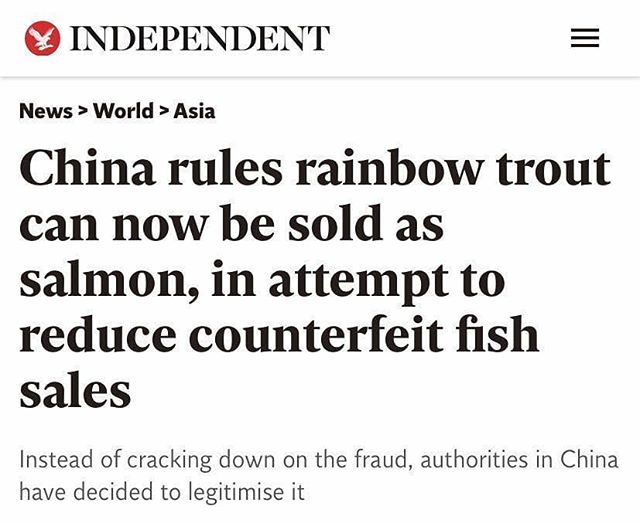 INDEPENDENT
News > World > Asia
China rules rainbow trout
can now be sold as
salmon, in attempt to
reduce counterfeit fish
sales
Instead of cracking down on the fraud, authorities in China
have decided to legitimise it